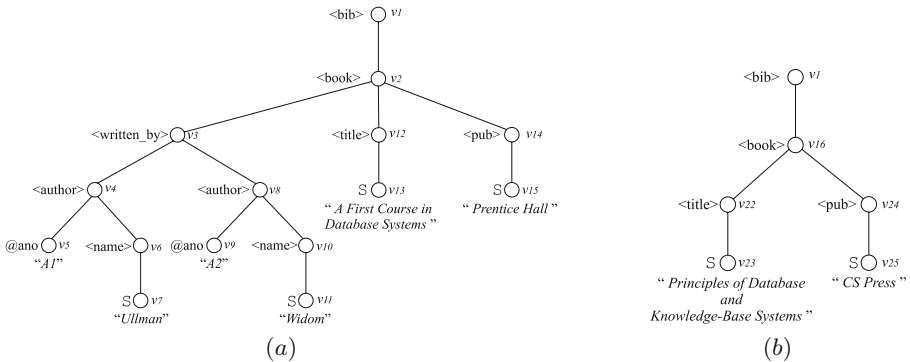 <bib> v1
<book> v2
<written_by> v3
<title> v12
<pub> v14
<author> v4
<author> v8
S v13
S v15
“ A First Course in
Database Systems ”
“ Prentice Hall ”
@ano v5
<name> v6
@ano v9
<name> v10
“A1”
“A2”
S v7
S v11
“Ullman”
“Widom”
(a)
<bib> v1
<book> v16
<title> v22
<pub> v24
S v23
S v25
“ Principles of Database
and
Knowledge-Base Systems ”
“ CS Press ”
(b)